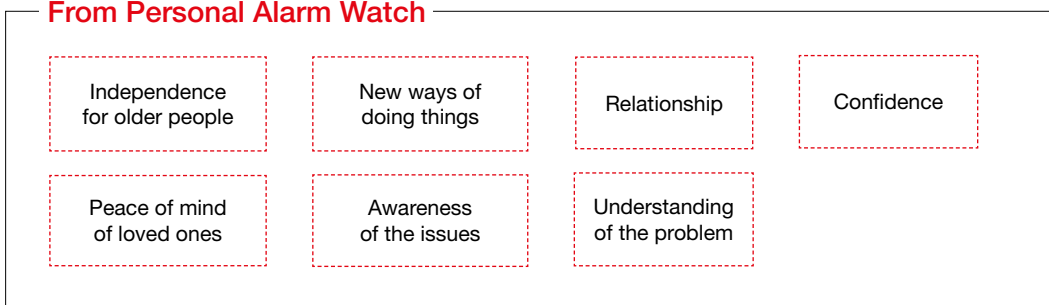 From Personal Alarm Watch
Independence
for older people
New ways of
doing things
Relationship
Confidence
Peace of mind
of loved ones
Awareness
of the issues
Understanding
of the problem